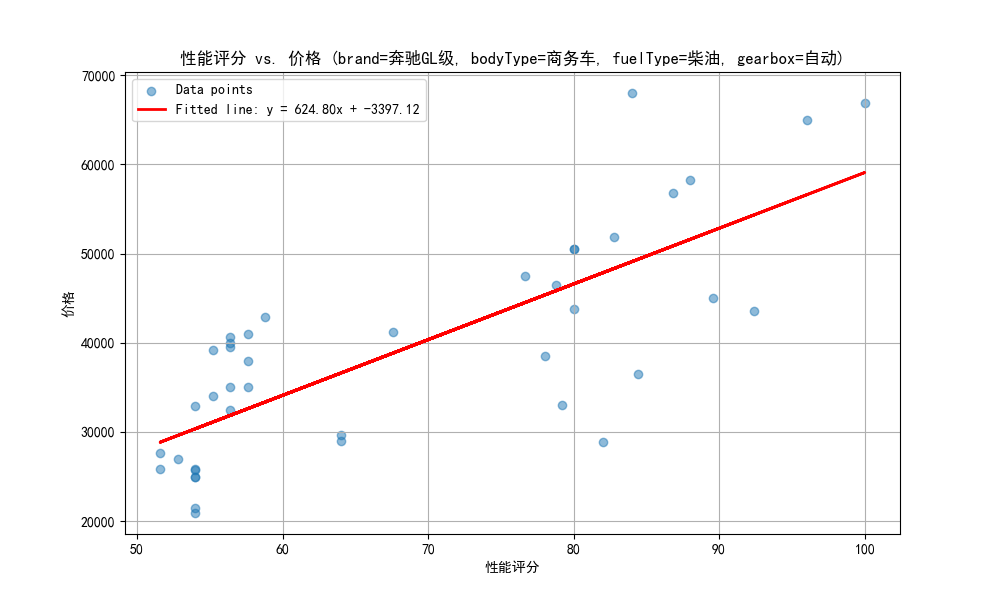 性能评分 vs. 价格 (brand=奔驰GL级, bodyType=商务车, fuelType=柴油, gearbox=自动)
Data points
Fitted line: y = 624.80x + -3397.12
70000
60000
50000
40000
30000
20000
价格
50 60 70 80 90 100
性能评分